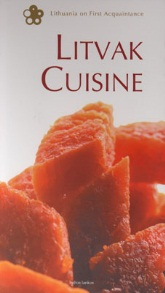 Lithuania on First Acquaintance
LITVAK
CUISINE